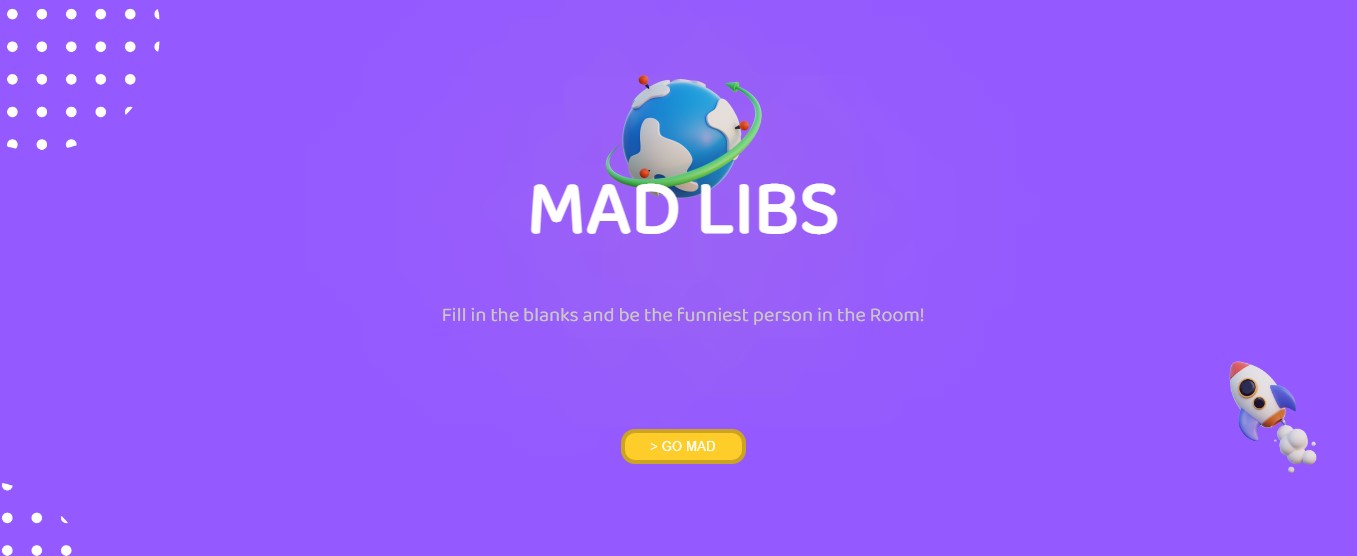 MAD LIBS
Fill in the blanks and be the funniest person in the Room!
> GO MAD